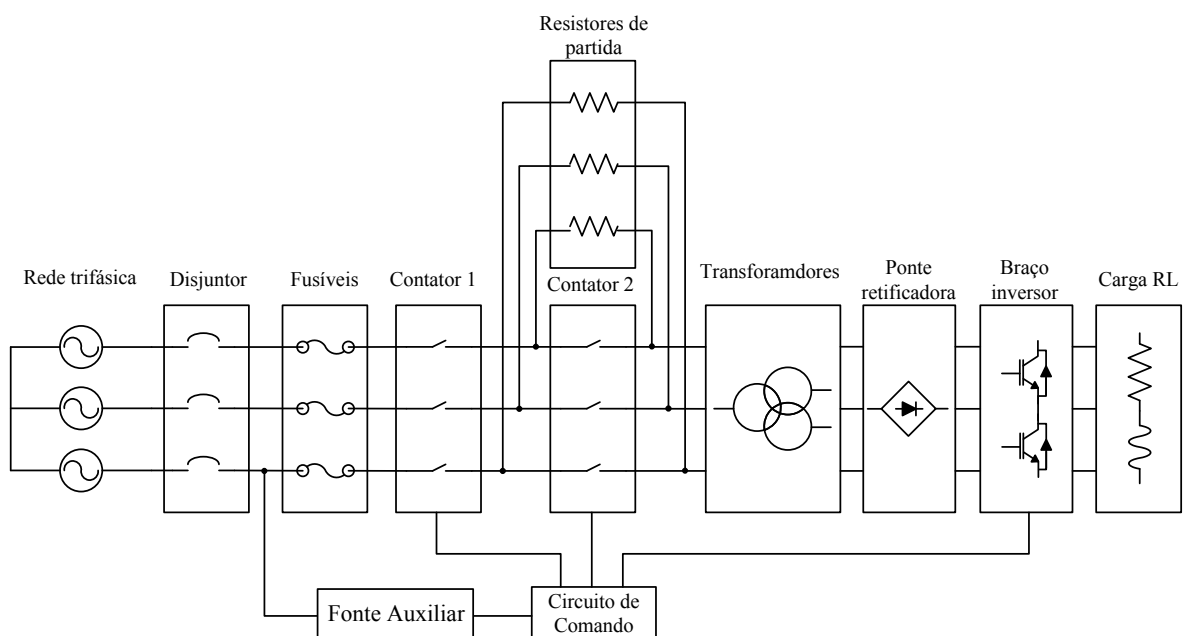 Resistores de
partida
Rede trifásica
Disjuntor
Fusíveis
Contator 1
Contator 2
Transforamdores
Ponte
retificadora
Braço
inversor
Carga RL
Fonte Auxiliar
Circuito de
Comando